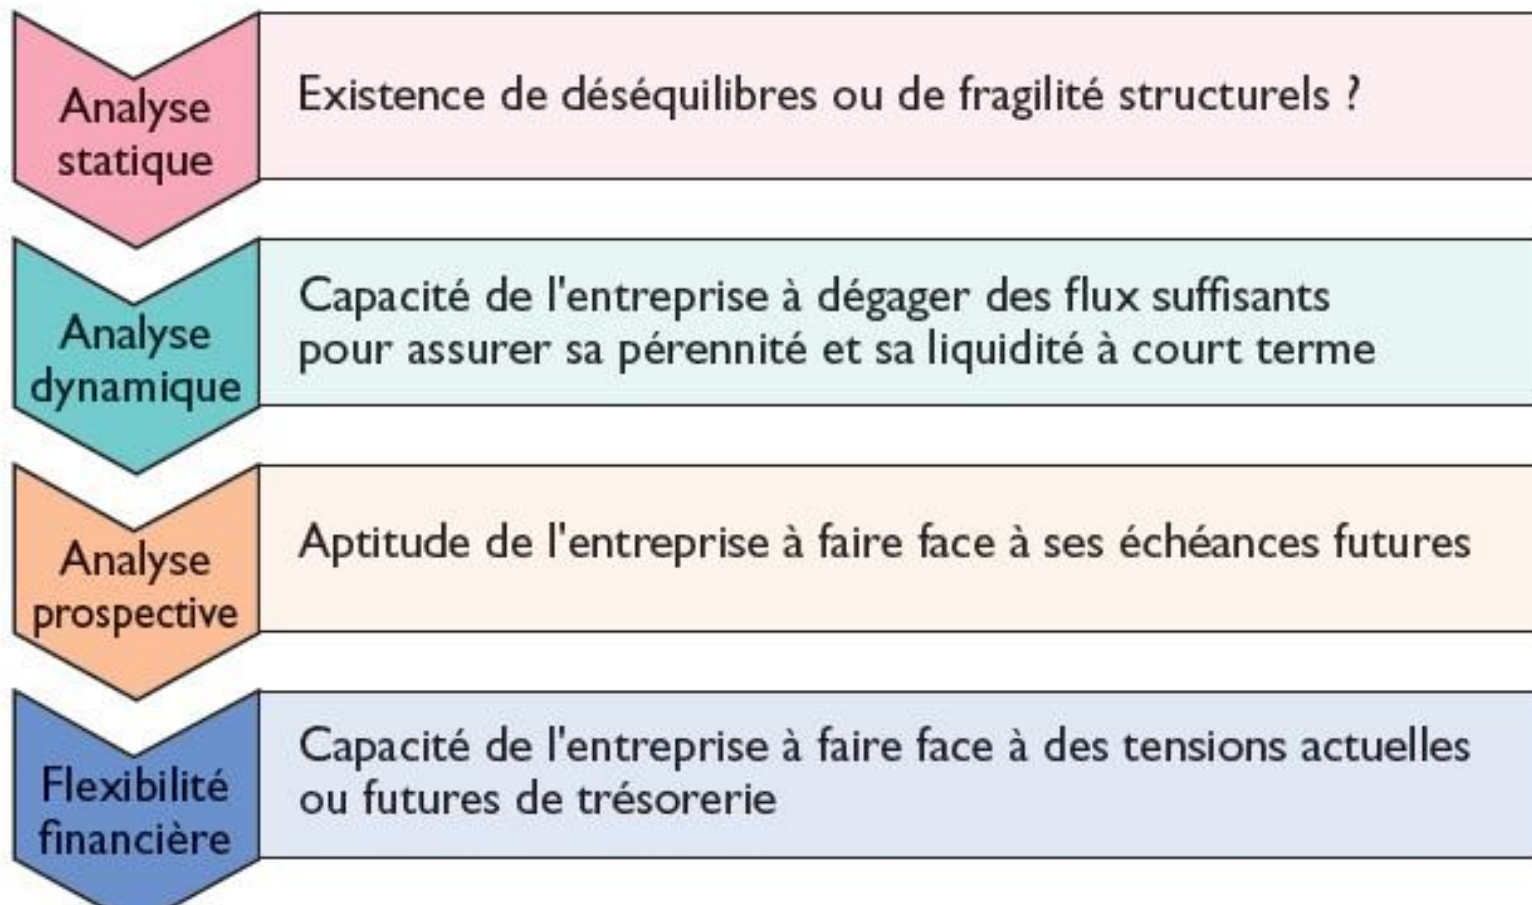 Analyse
statique
Existence de déséquilibres ou de fragilité structurels ?
Analyse
dynamique
Capacité de l'entreprise à dégager des flux suffisants
pour assurer sa pérennité et sa liquidité à court terme
Analyse
prospective
Aptitude de l'entreprise à faire face à ses échéances futures
Flexibilité
financière
Capacité de l'entreprise à faire face à des tensions actuelles
ou futures de trésorerie